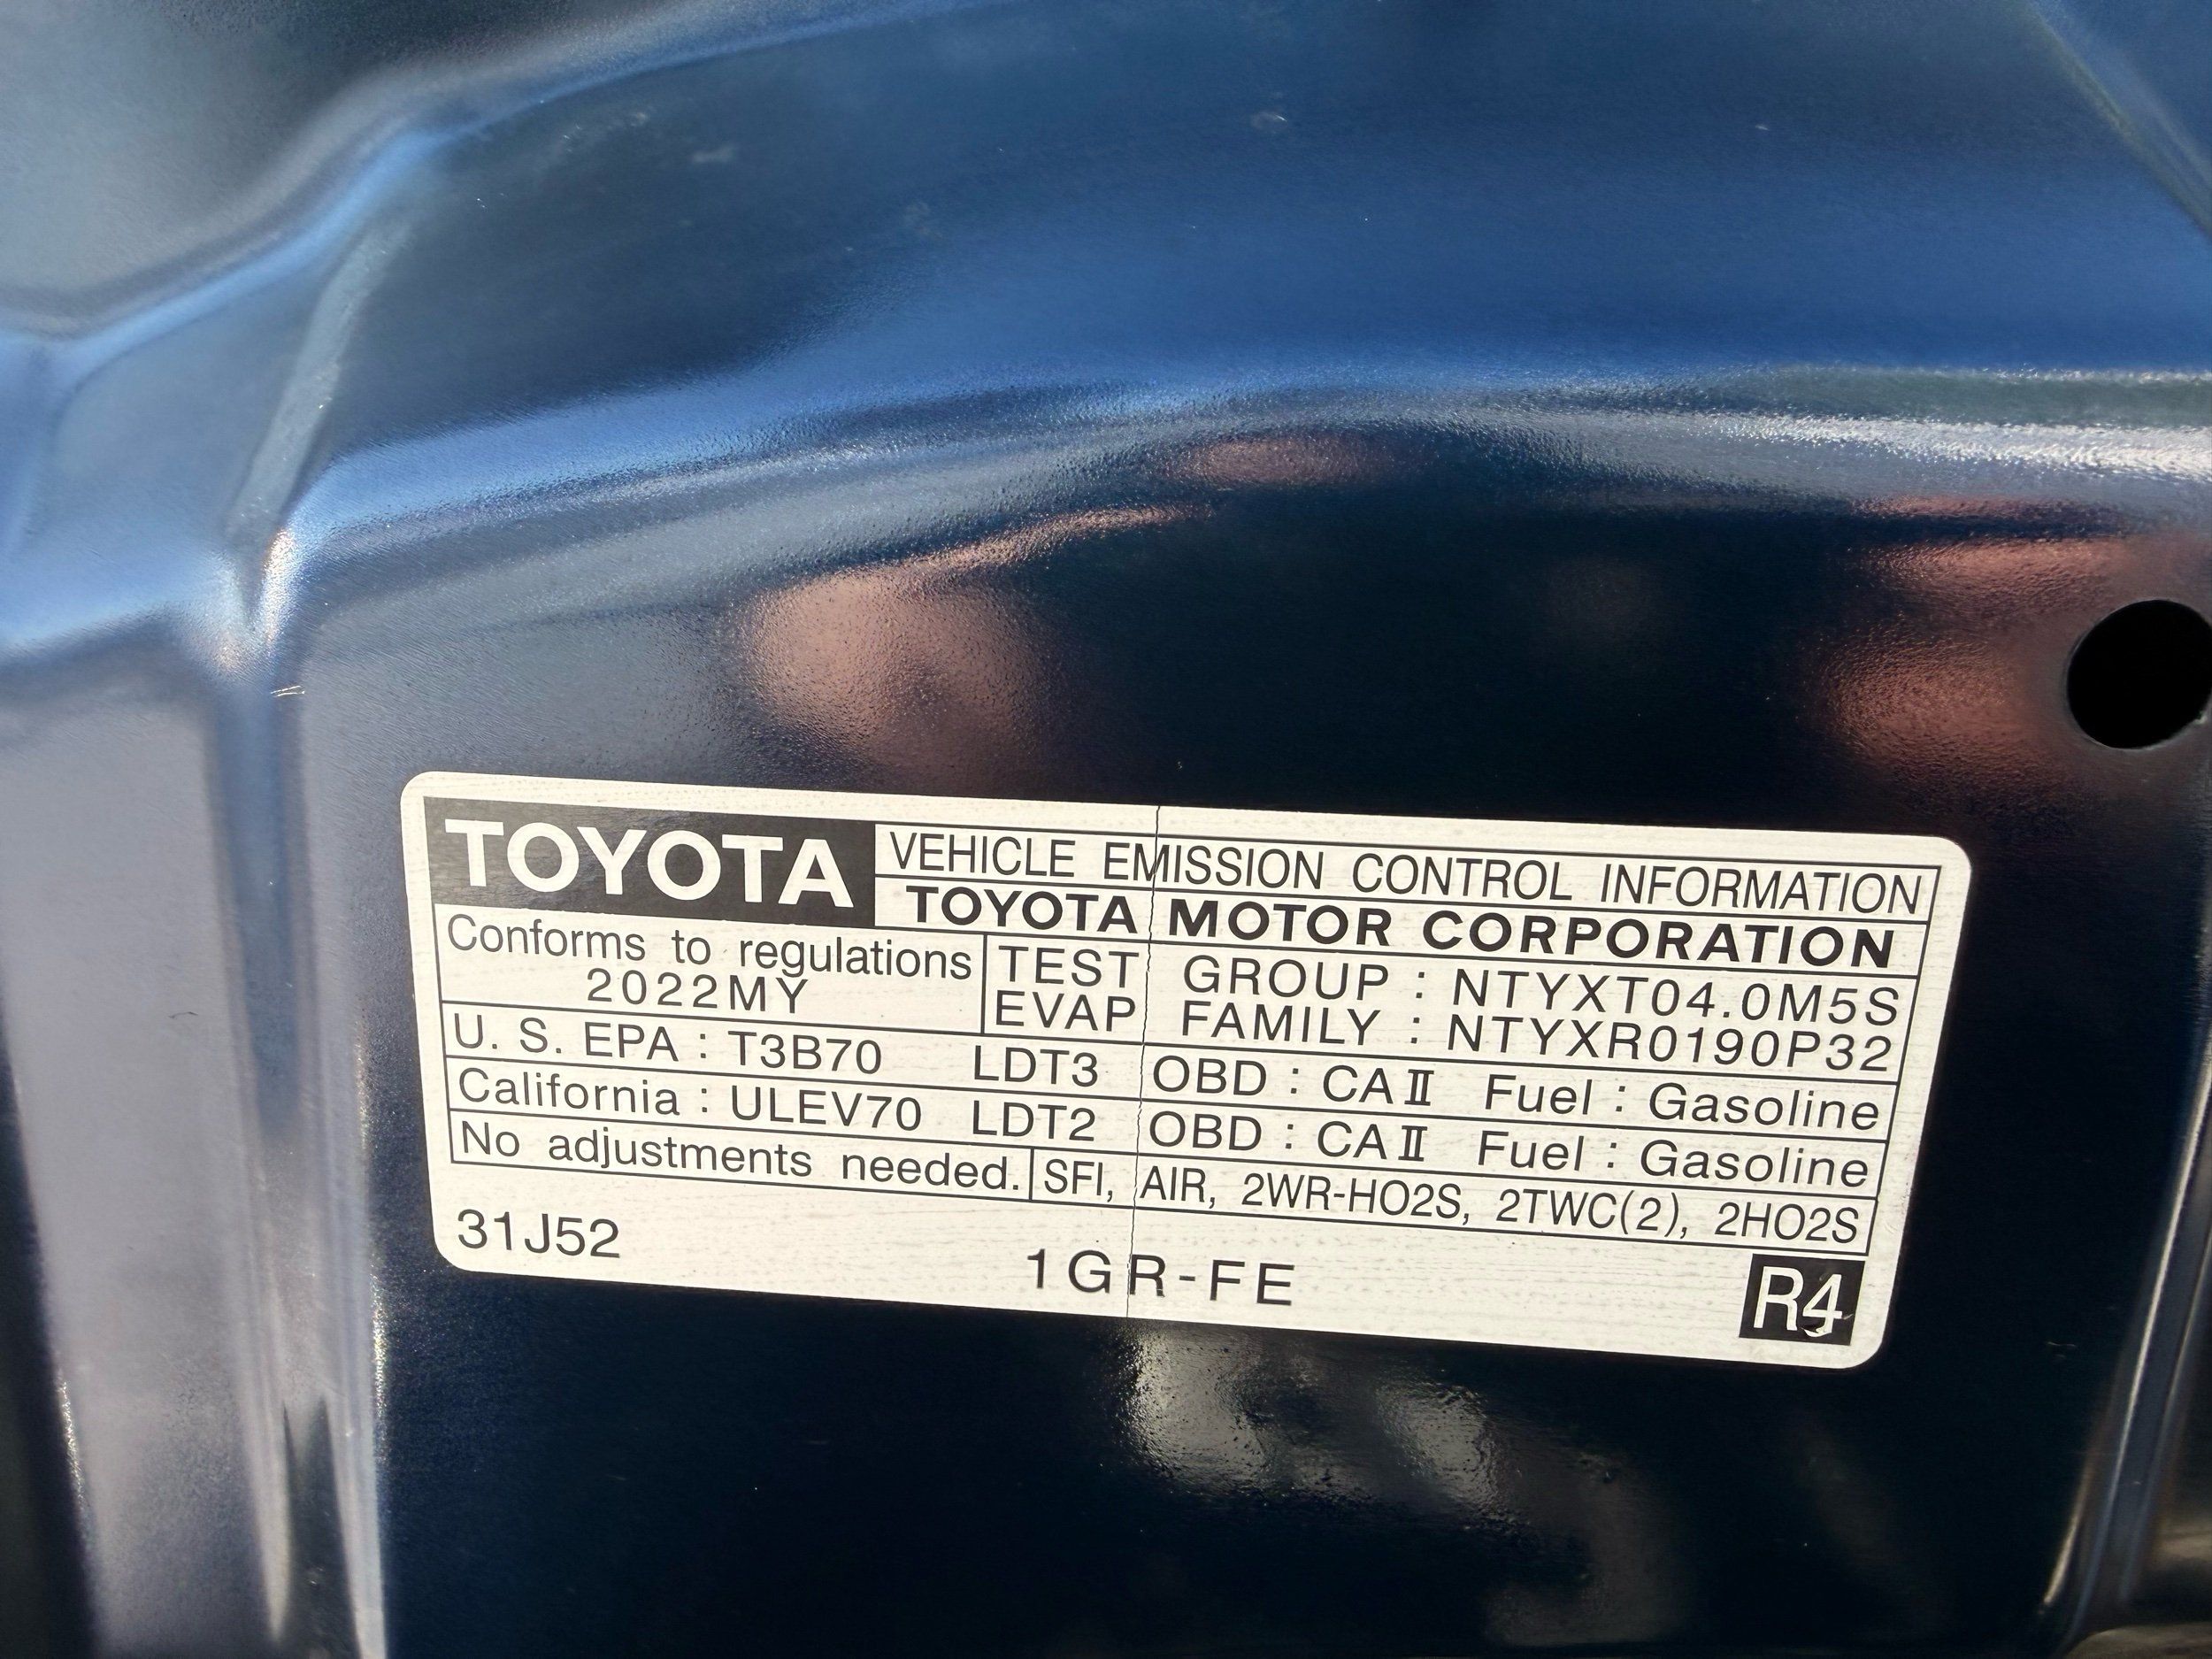 TOYOTA VEHICLE EMISSION CONTROL INFORMATION
TOYOTA MOTOR CORPORATION
Conforms to regulations
2022MY
TEST GROUP : NTYXT04.0M5S
EVAP FAMILY : NTYXR0190P32
U. S. EPA : T3B70 LDT3 OBD : CAⅡ Fuel : Gasoline
California : ULEV70 LDT2 OBD : CAⅡ Fuel : Gasoline
No adjustments needed. SFI, AIR, 2WR-HO2S, 2TWC(2), 2HO2S
31J52
1GR-FE
R4